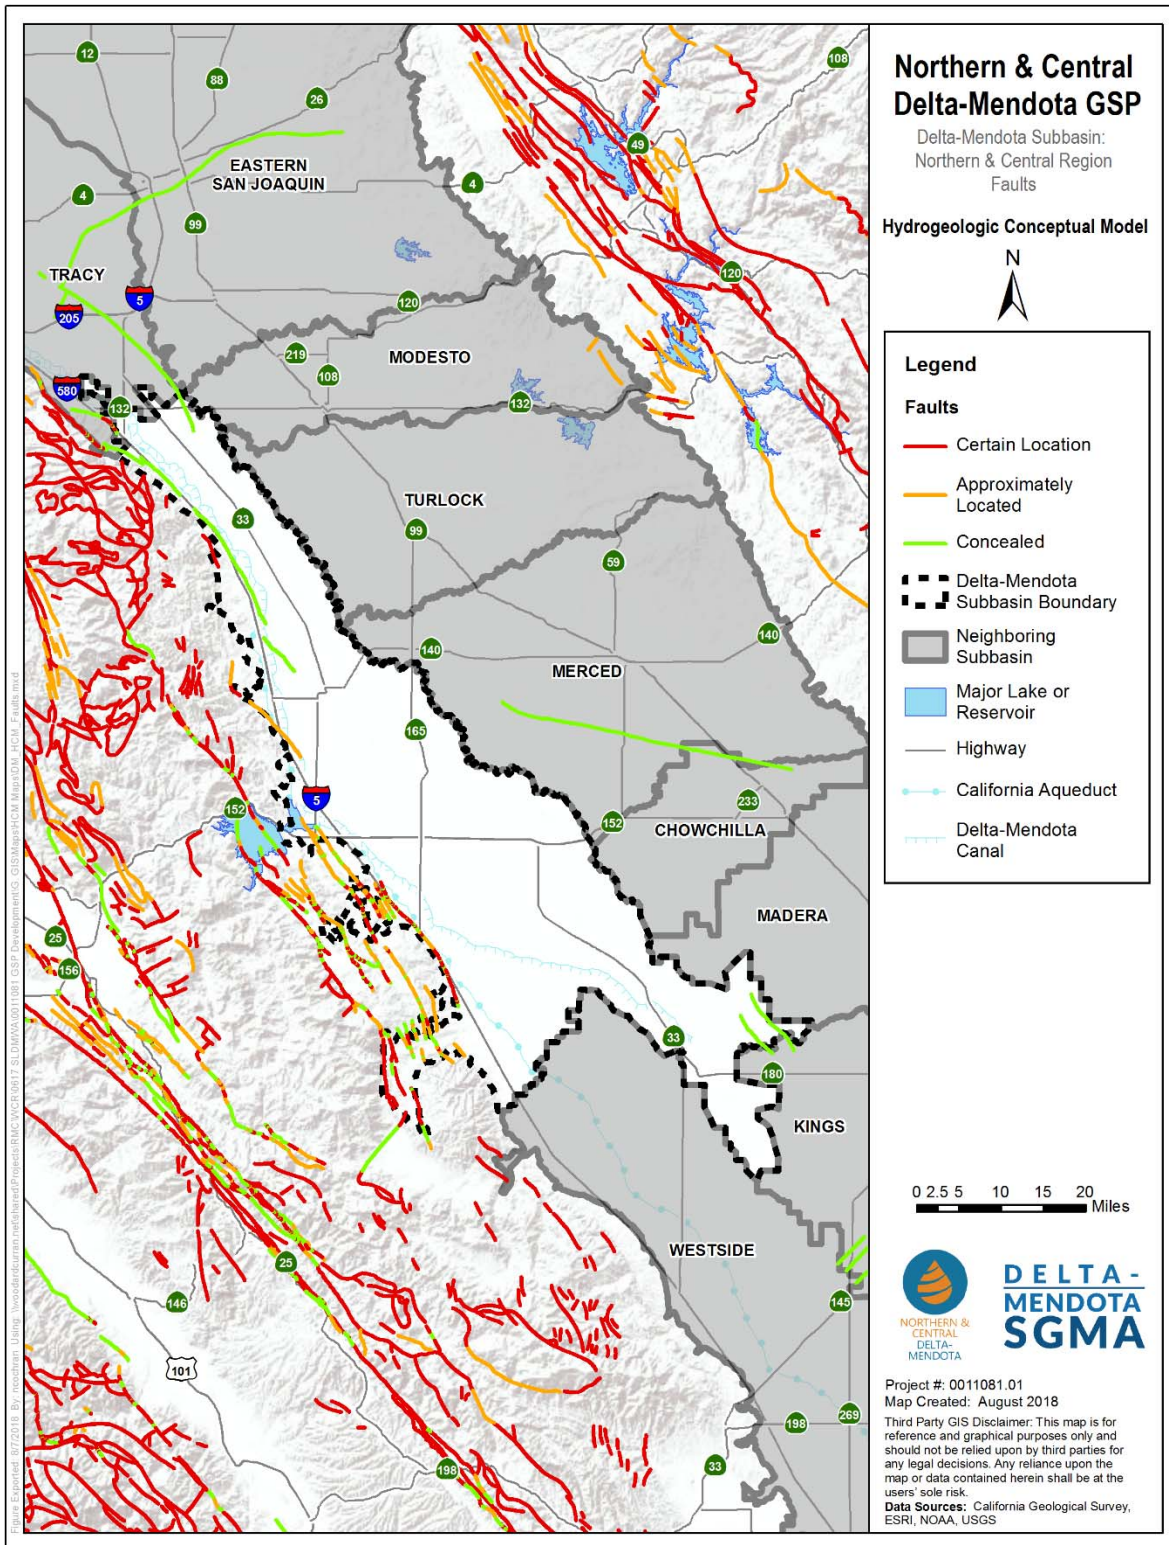 Northern & Central
Delta-Mendota GSP
Delta-Mendota Subbasin:
Northern & Central Region
Faults
Hydrogeologic Conceptual Model
N
Legend
Faults
Certain Location
Approximately
Located
Concealed
Delta-Mendota
Subbasin Boundary
Neighboring
Subbasin
Major Lake or
Reservoir
Highway
California Aqueduct
Delta-Mendota
Canal
0 2.5 5 10 15 20
Miles
NORTHERN &
CENTRAL
DELTA-
MENDOTA
DELTA-
MENDOTA
SGMA
Project #: 0011081.01
Map Created: August 2018
Third Party GIS Disclaimer: This map is for
reference and graphical purposes only and
should not be relied upon by third parties for
any legal decisions. Any reliance upon the
map or data contained herein shall be at the
users' sole risk.
Data Sources: California Geological Survey,
ESRI, NOAA, USGS
12
88
26
108
EASTERN
SAN JOAQUIN
4
4
49
99
TRACY
5
205
120
120
219
MODESTO
108
580
132
132
33
TURLOCK
99
59
140
140
MERCED
165
5
152
152
233
CHOWCHILLA
MADERA
25
156
33
180
KINGS
WESTSIDE
25
146
145
101
198
269
198
33